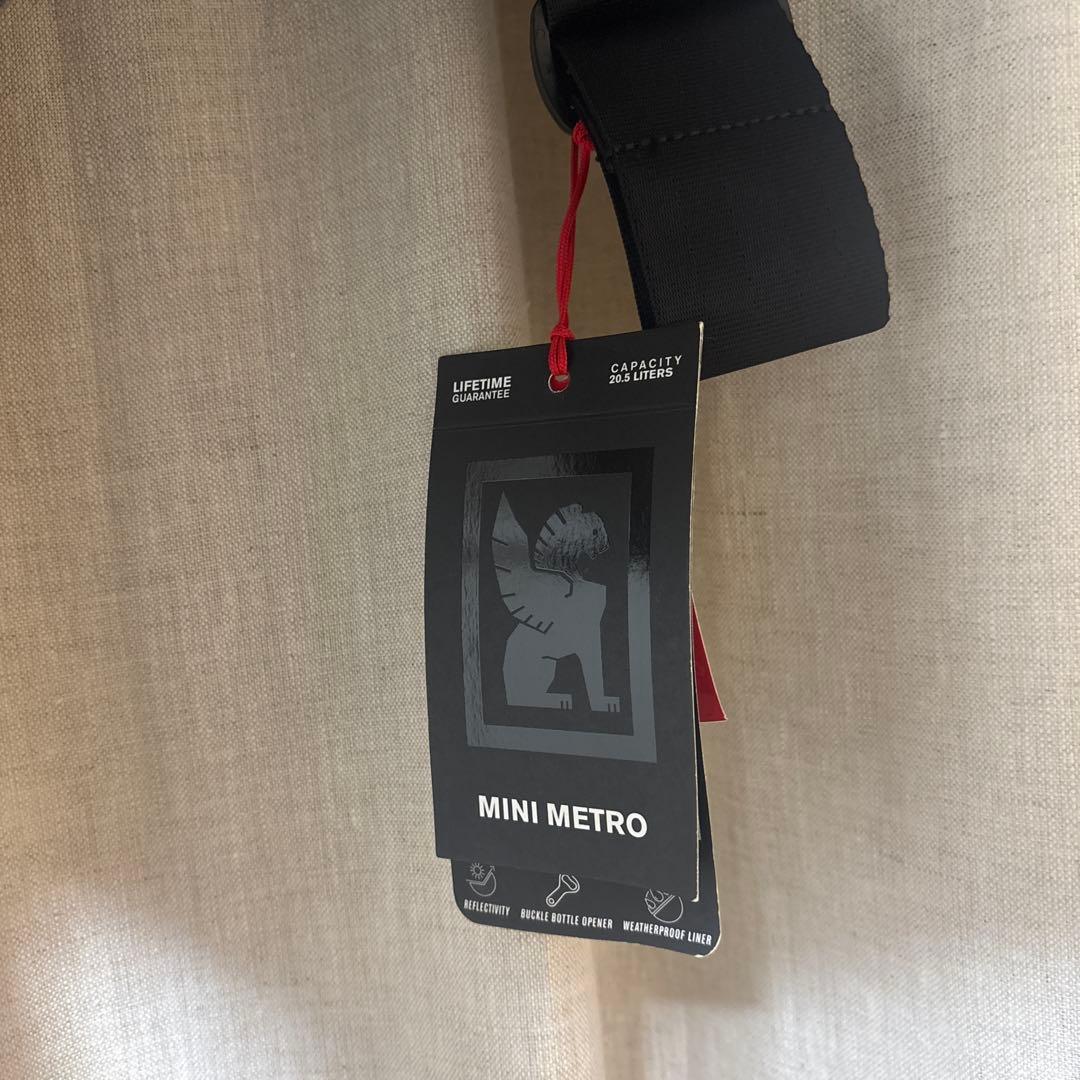 LIFETIME
GUARANTEE
CAPACITY
20.5 LITERS
MINI METRO
REFLECTIVITY
BUCKLE BOTTLE OPENER
WEATHERPROOF LINER